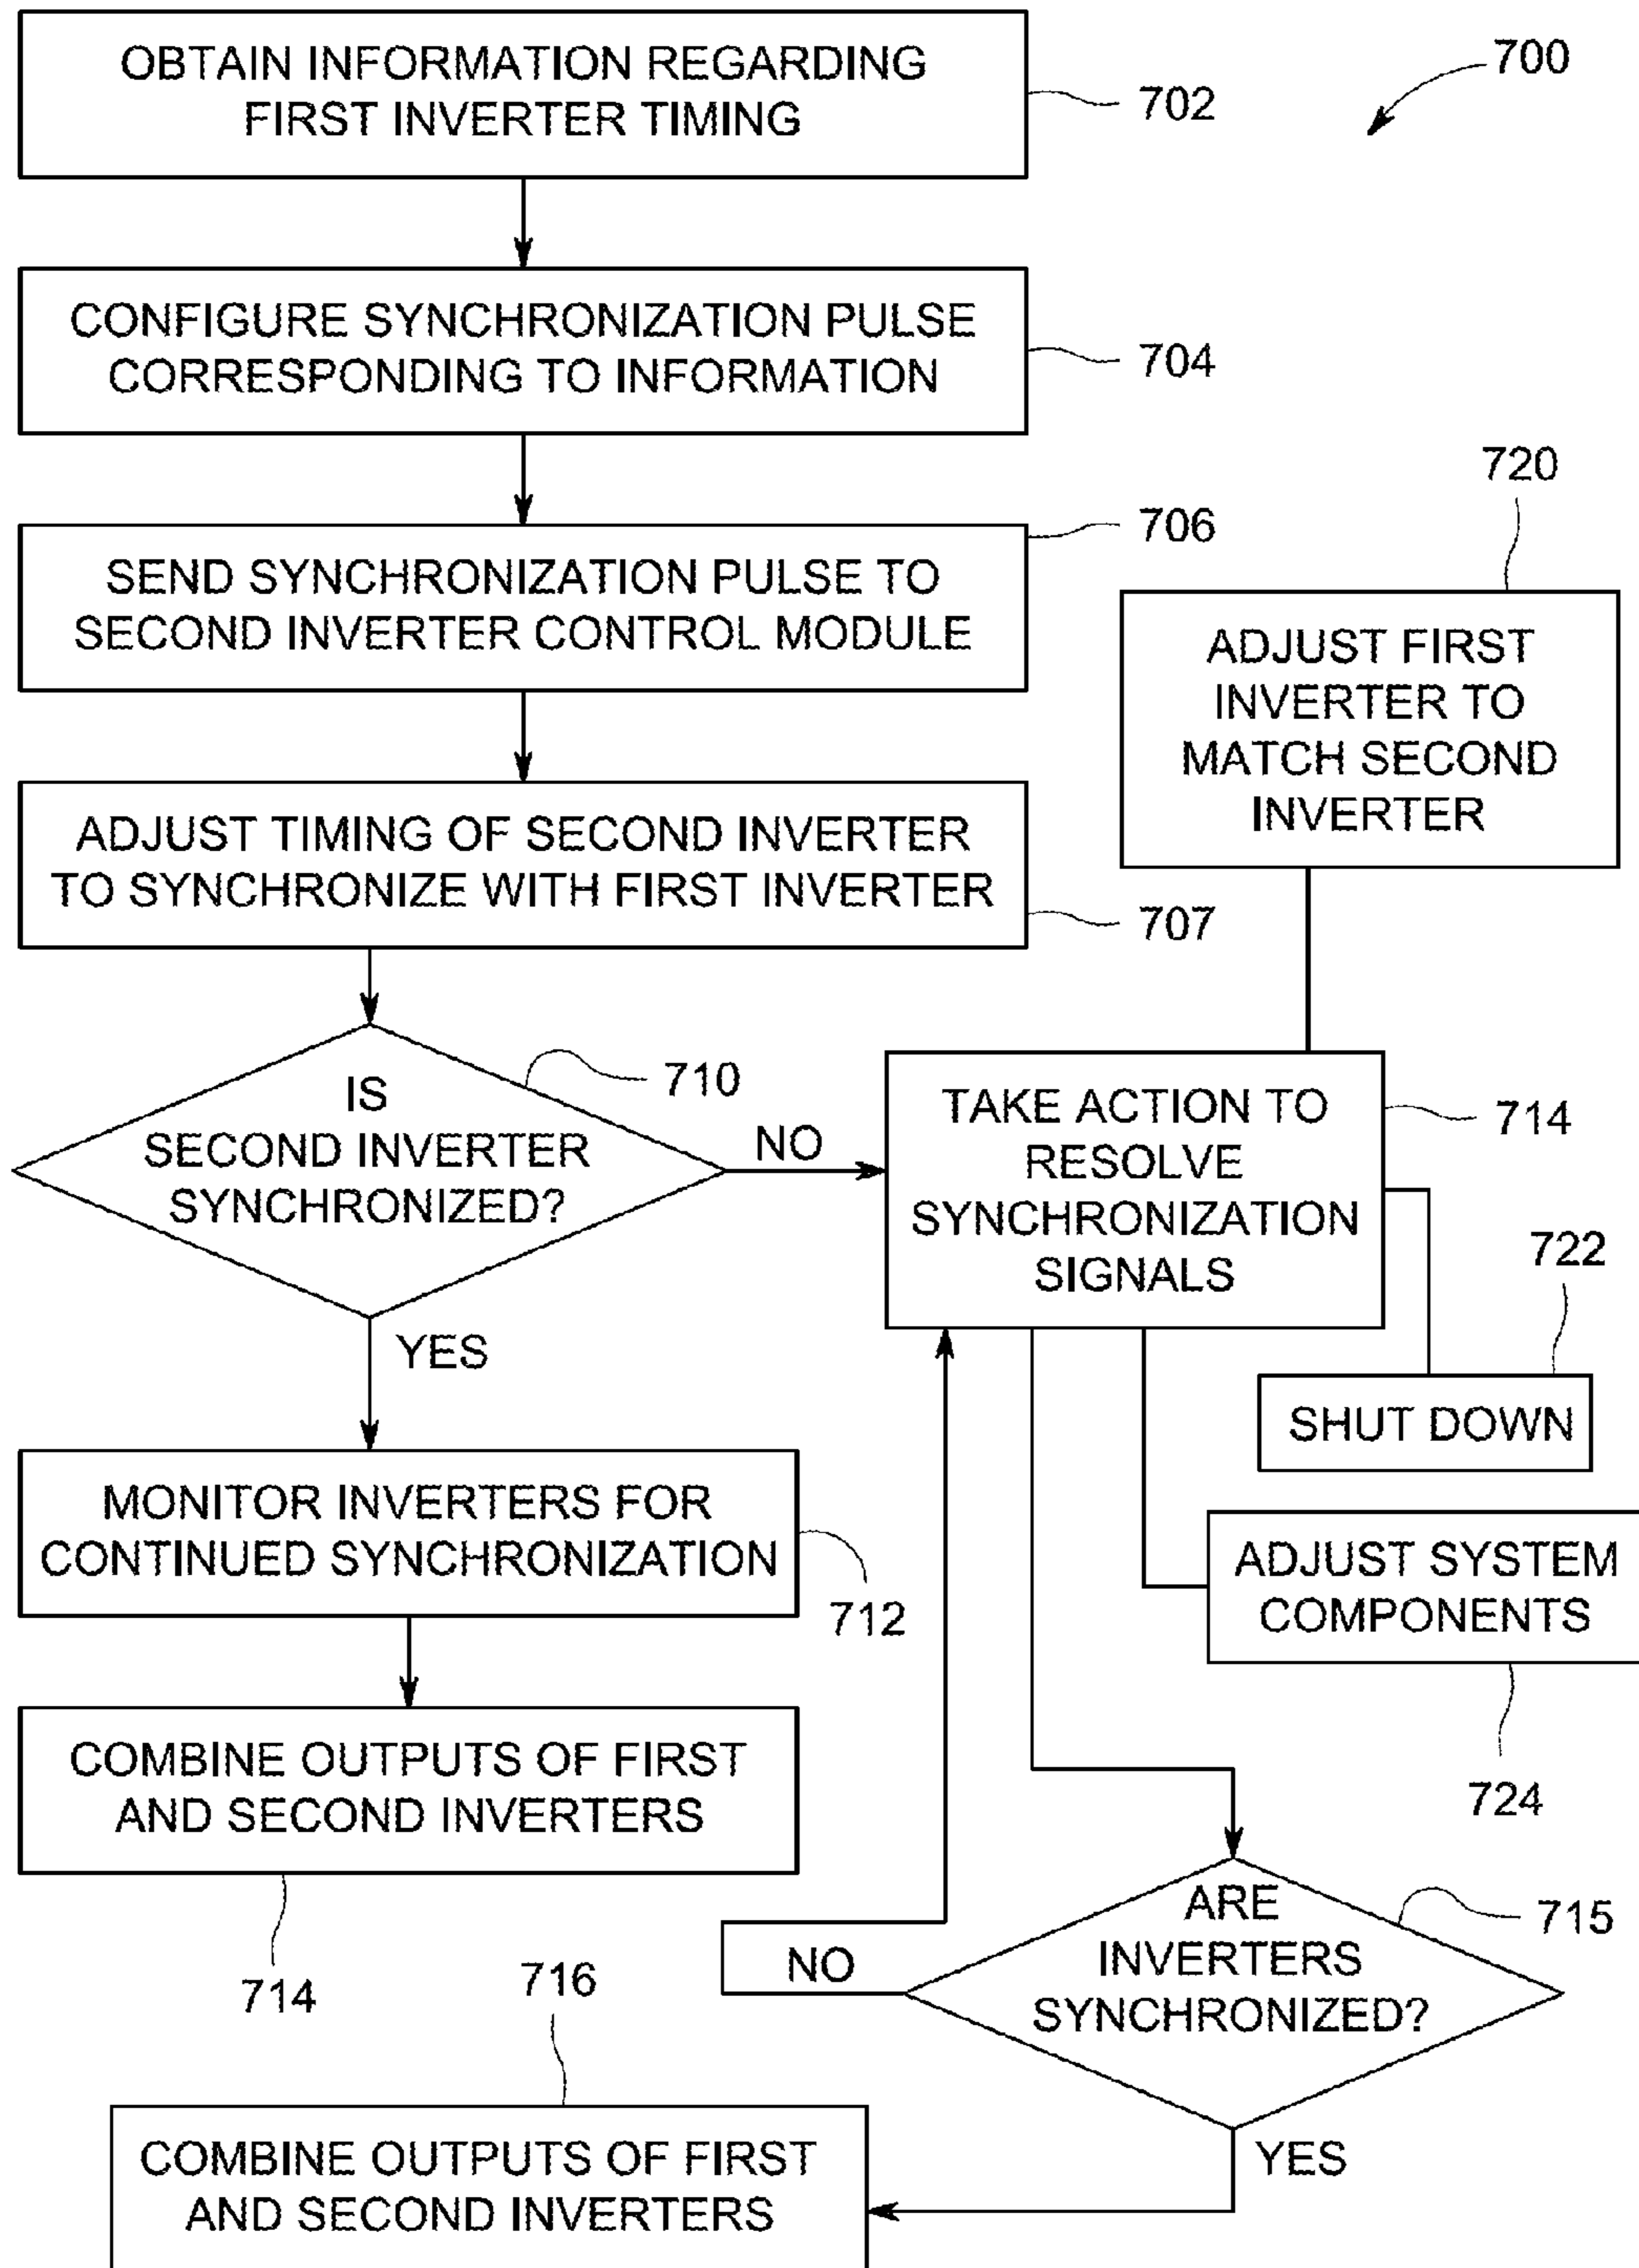 OBTAIN INFORMATION REGARDING
FIRST INVERTER TIMING
702
700
CONFIGURE SYNCHRONIZATION PULSE
CORRESPONDING TO INFORMATION
704
SEND SYNCHRONIZATION PULSE TO
SECOND INVERTER CONTROL MODULE
706
720
ADJUST FIRST
INVERTER TO
MATCH SECOND
INVERTER
ADJUST TIMING OF SECOND INVERTER
TO SYNCHRONIZE WITH FIRST INVERTER
707
IS
SECOND INVERTER
SYNCHRONIZED?
710
NO
YES
TAKE ACTION TO
RESOLVE
SYNCHRONIZATION
SIGNALS
714
722
SHUT DOWN
MONITOR INVERTERS FOR
CONTINUED SYNCHRONIZATION
712
ADJUST SYSTEM
COMPONENTS
724
COMBINE OUTPUTS OF FIRST
AND SECOND INVERTERS
714
ARE
INVERTERS
SYNCHRONIZED?
715
NO
YES
716
COMBINE OUTPUTS OF FIRST
AND SECOND INVERTERS